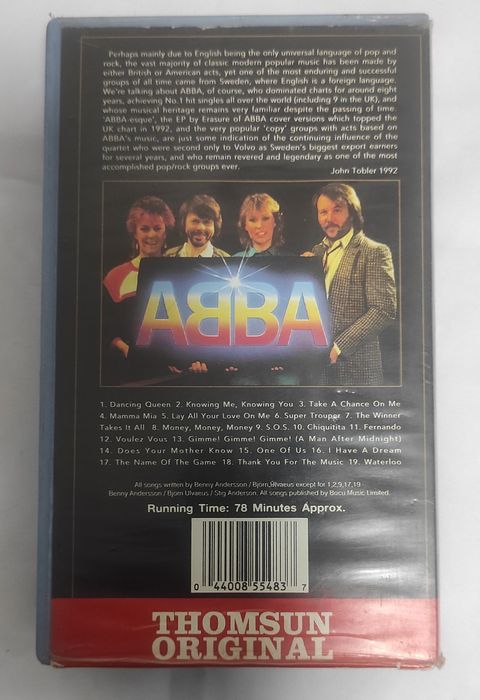 Perhaps mainly due to English being the only universal language of pop and
rock, the vast majority of classic modern popular music has been made by
either British or American acts, yet one of the most enduring and successful
groups of all time came from Sweden, where English is a foreign language.
We're talking about ABBA, of course, who dominated charts for around eight
years, achieving No.1 hit singles all over the world (including 9 in the UK), and
whose musical heritage remains very familiar despite the passing of time.
'ABBA-esque', the EP by Erasure of ABBA cover versions which topped the
UK chart in 1992, and the very popular 'copy' groups with acts based on
ABBA's music, are just some indication of the continuing influence of the
quartet who were second only to Volvo as Sweden's biggest export earners
for several years, and who remain revered and legendary as one of the most
accomplished pop/rock groups ever.
John Tobler 1992
ABBA
1. Dancing Queen 2. Knowing Me, Knowing You 3. Take A Chance On Me
4. Mamma Mia 5. Lay All Your Love On Me 6. Super Trouper 7. The Winner
Takes It All 8. Money, Money, Money 9. S.O.S. 10. Chiquitita 11. Fernando
12. Voulez Vous 13. Gimme! Gimme! Gimme! (A Man After Midnight)
14. Does Your Mother Know 15. One Of Us 16. I Have A Dream
17. The Name Of The Game 18. Thank You For The Music 19. Waterloo
All songs written by Benny Andersson / Björn Ulvaeus except for 1,2,9,17,19
Benny Andersson / Björn Ulvaeus / Stig Anderson. All songs published by Bocu Music Limited.
Running Time: 78 Minutes Approx.
0 44008 55483 7
THOMSUN
ORIGINAL